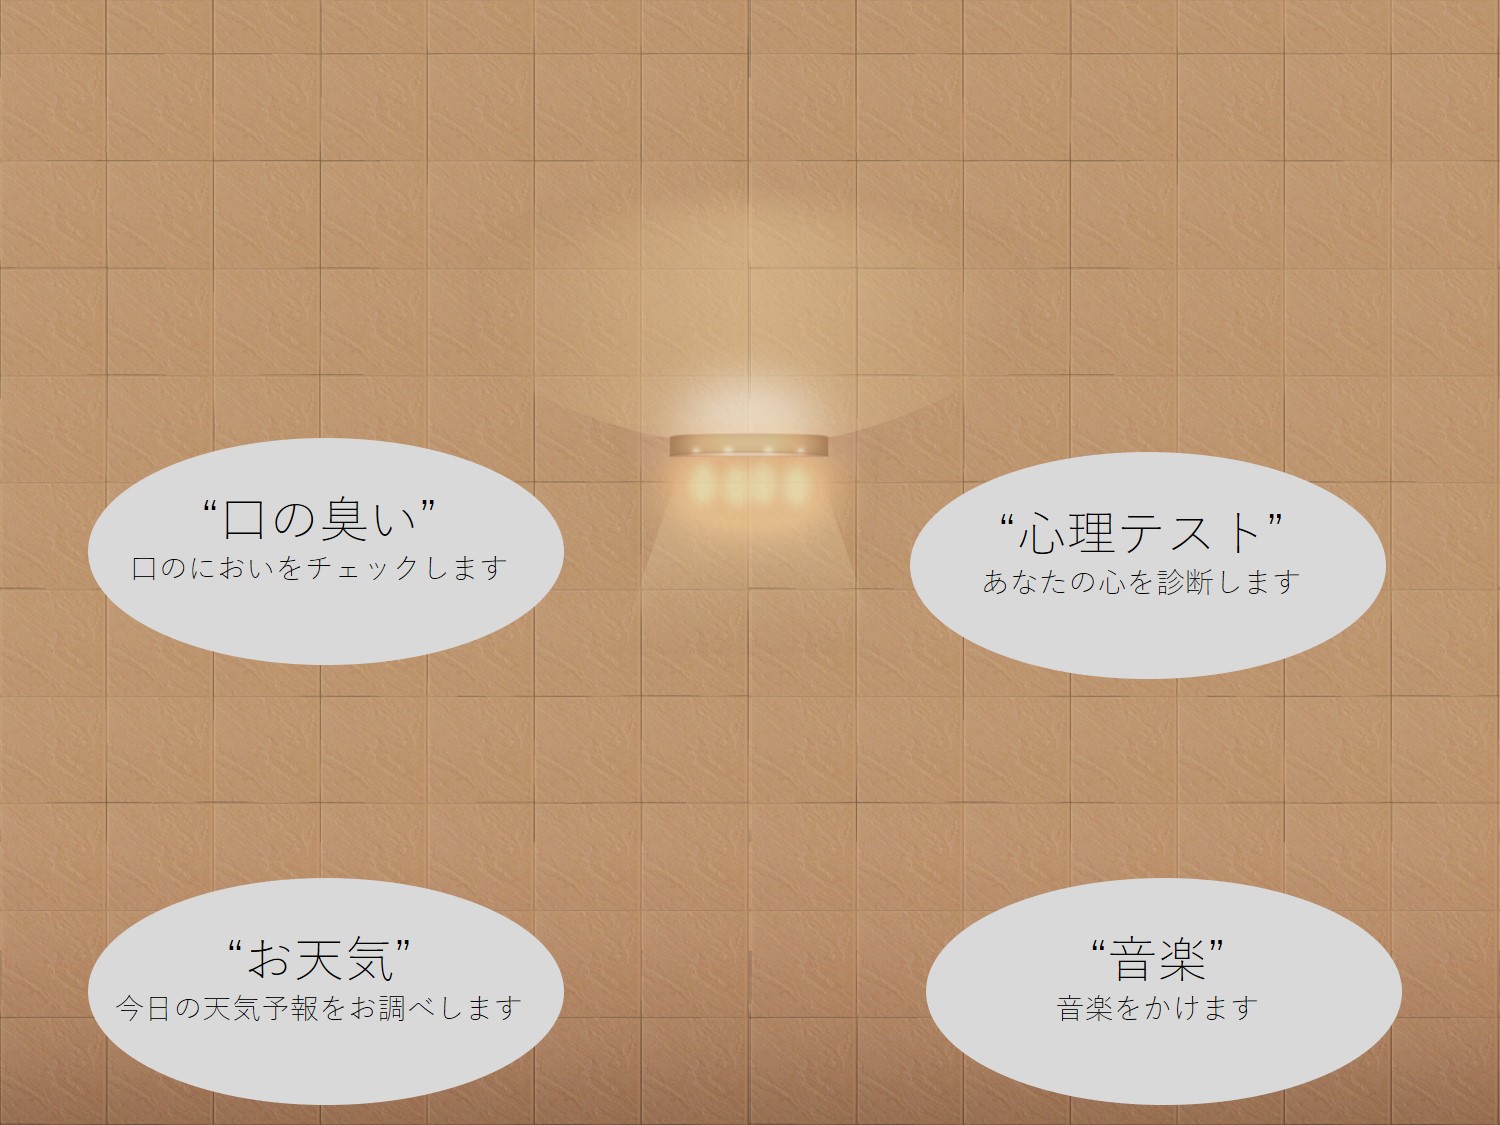 “口の臭い”
口のにおいをチェックします
“心理テスト”
あなたの心を診断します
“お天気”
今日の天気予報をお調べします
“音楽”
音楽をかけます